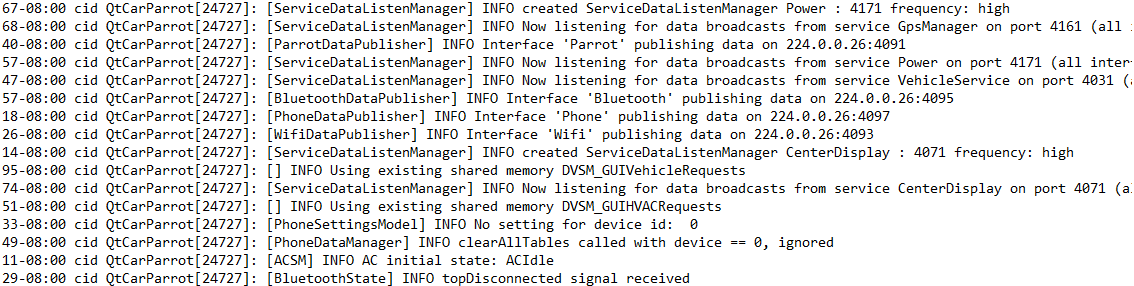 67-08:00 cid QtCarParrot[24727]: [ServiceDataListenManager] INFO created ServiceDataListenManager Power : 4171 frequency: high
68-08:00 cid QtCarParrot[24727]: [ServiceDataListenManager] INFO Now listening for data broadcasts from service GpsManager on port 4161 (all i
40-08:00 cid QtCarParrot[24727]: [ParrotDataPublisher] INFO Interface 'Parrot' publishing data on 224.0.0.26:4091
57-08:00 cid QtCarParrot[24727]: [ServiceDataListenManager] INFO Now listening for data broadcasts from service Power on port 4171 (all inter
47-08:00 cid QtCarParrot[24727]: [ServiceDataListenManager] INFO Now listening for data broadcasts from service VehicleService on port 4031 (a
57-08:00 cid QtCarParrot[24727]: [BluetoothDataPublisher] INFO Interface 'Bluetooth' publishing data on 224.0.0.26:4095
18-08:00 cid QtCarParrot[24727]: [PhoneDataPublisher] INFO Interface 'Phone' publishing data on 224.0.0.26:4097
26-08:00 cid QtCarParrot[24727]: [WifiDataPublisher] INFO Interface 'Wifi' publishing data on 224.0.0.26:4093
14-08:00 cid QtCarParrot[24727]: [ServiceDataListenManager] INFO created ServiceDataListenManager CenterDisplay : 4071 frequency: high
95-08:00 cid QtCarParrot[24727]: [] INFO Using existing shared memory DVSM_GUIVehicleRequests
74-08:00 cid QtCarParrot[24727]: [ServiceDataListenManager] INFO Now listening for data broadcasts from service CenterDisplay on port 4071 (al
51-08:00 cid QtCarParrot[24727]: [] INFO Using existing shared memory DVSM_GUIHVACRequests
33-08:00 cid QtCarParrot[24727]: [PhoneSettingsModel] INFO No setting for device id:  0
49-08:00 cid QtCarParrot[24727]: [PhoneDataManager] INFO clearAllTables called with device == 0, ignored
11-08:00 cid QtCarParrot[24727]: [ACSM] INFO AC initial state: ACIdle
29-08:00 cid QtCarParrot[24727]: [BluetoothState] INFO topDisconnected signal received